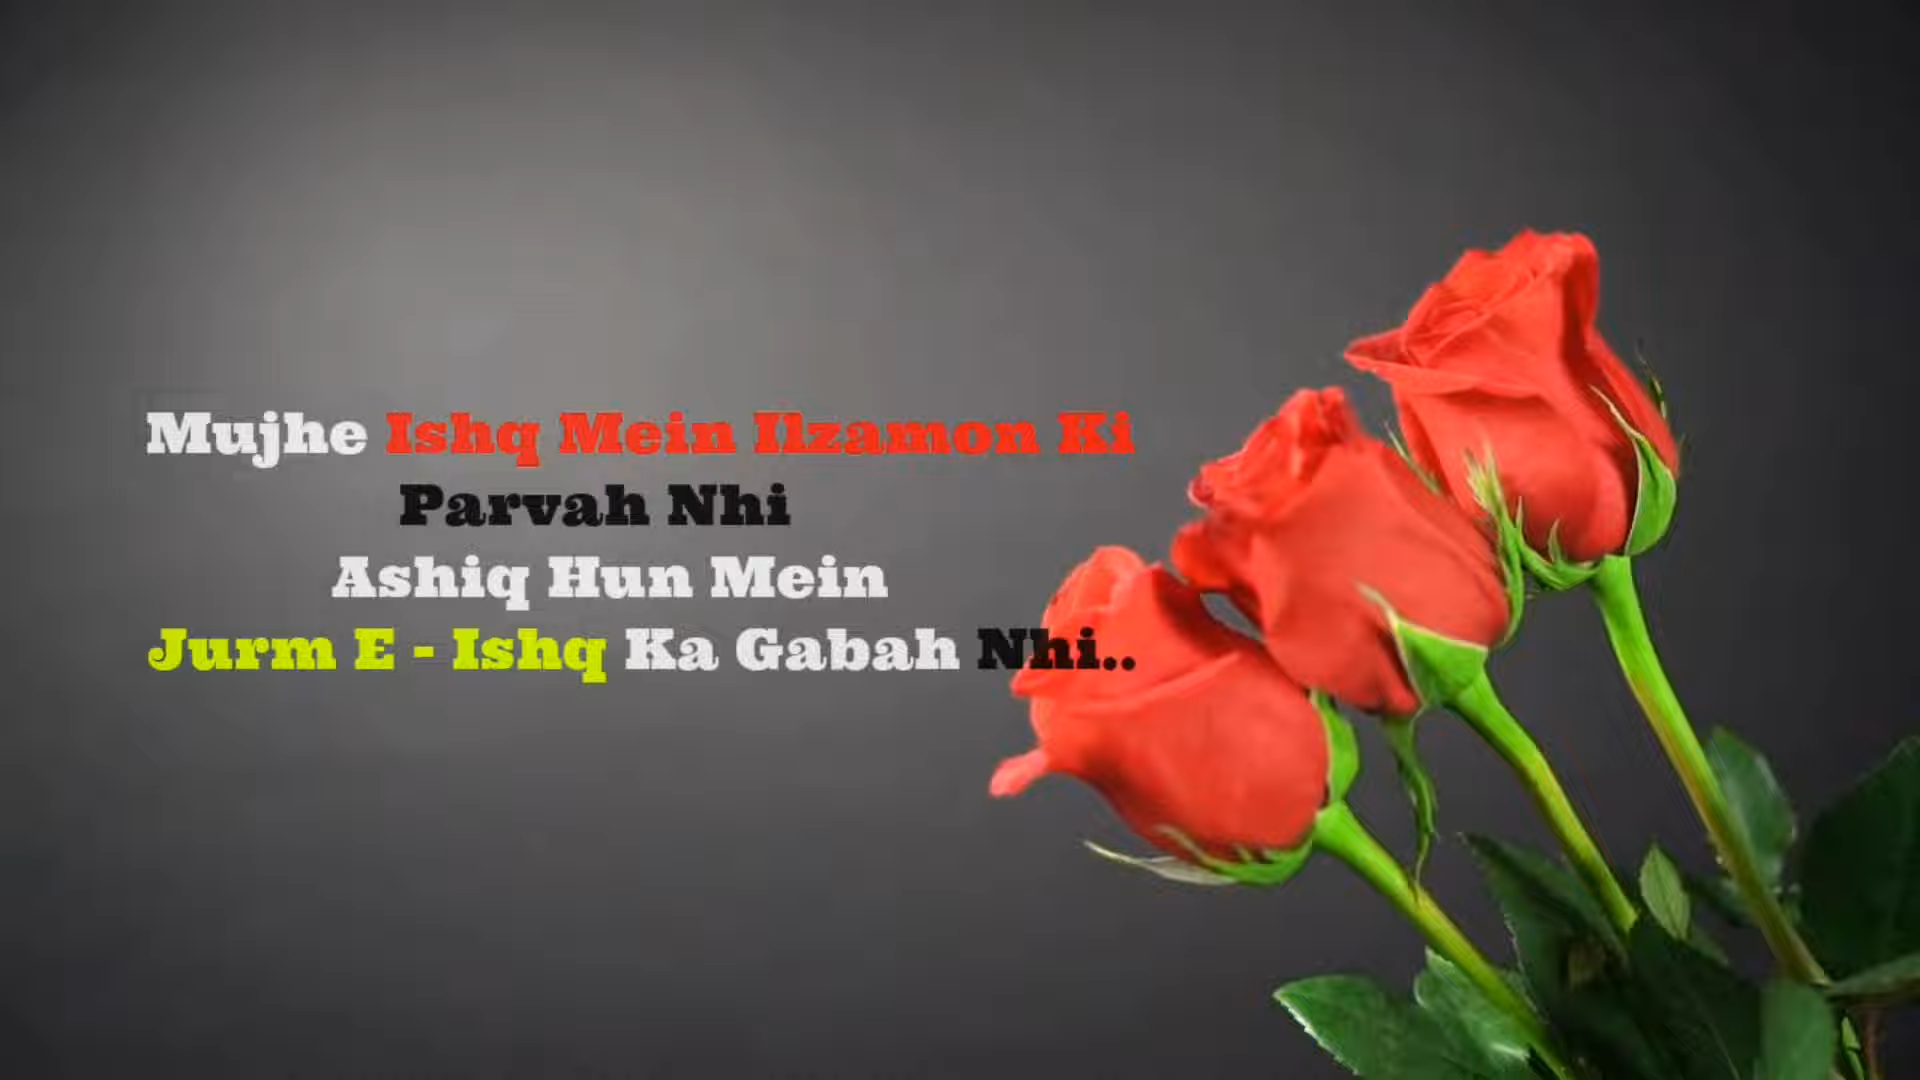 Mujhe Ishq Mein Ilzamon Ki
Parvah Nhi
Ashiq Hun Mein
Jurm E - Ishq Ka Gabah Nhi..